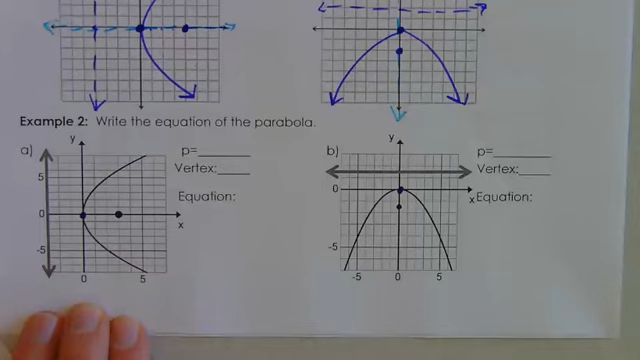 Example 2: Write the equation of the parabola.
a)
y
p=
Vertex:
Equation:
5
0
-5
x
0
5
b)
y
p=
Vertex:
x Equation:
0
-5
-5
0
5